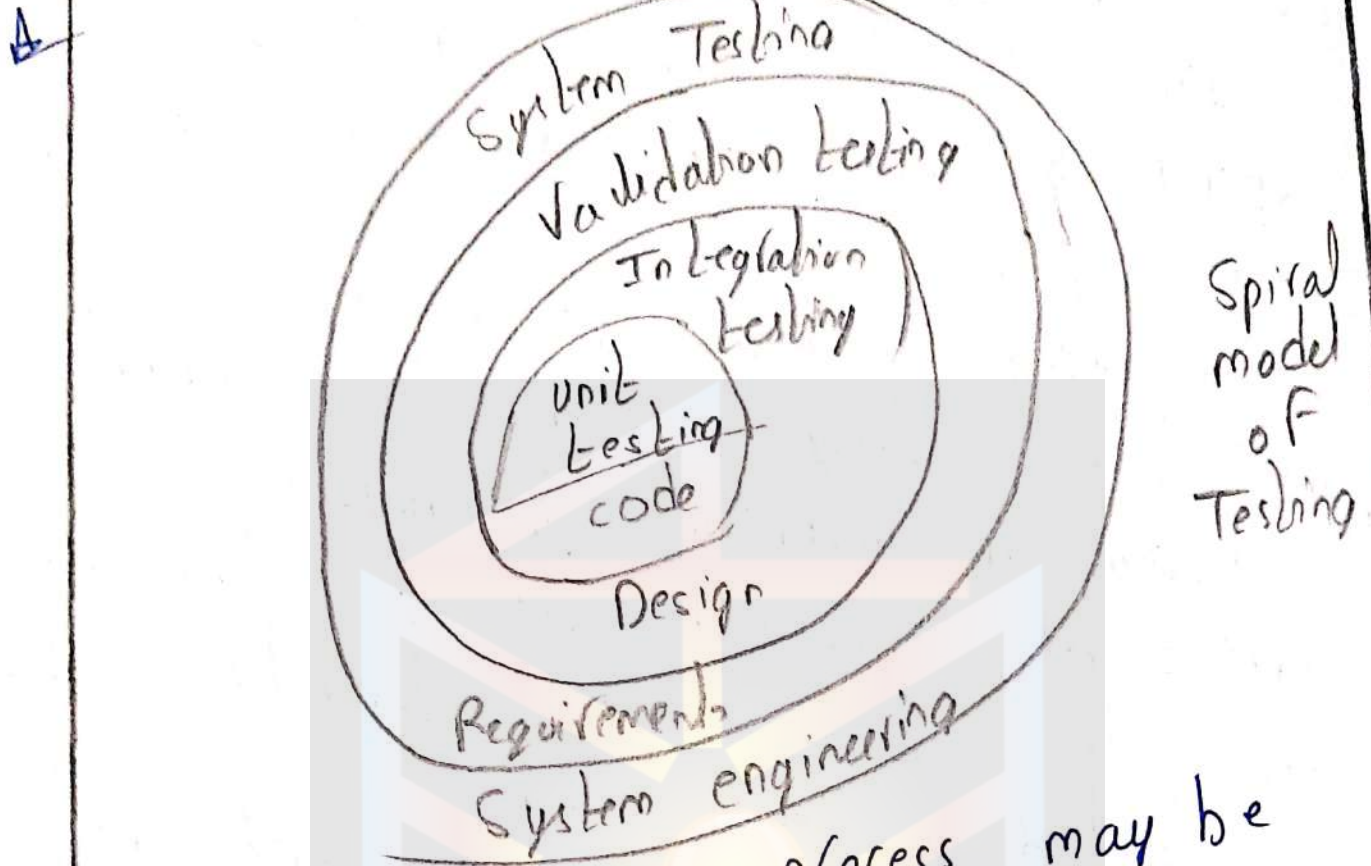 System Testing
Validation testing
Integration
testing
unit
testing
code
Design
Requirements
System engineering
Spiral
model
of
Testing
process may be